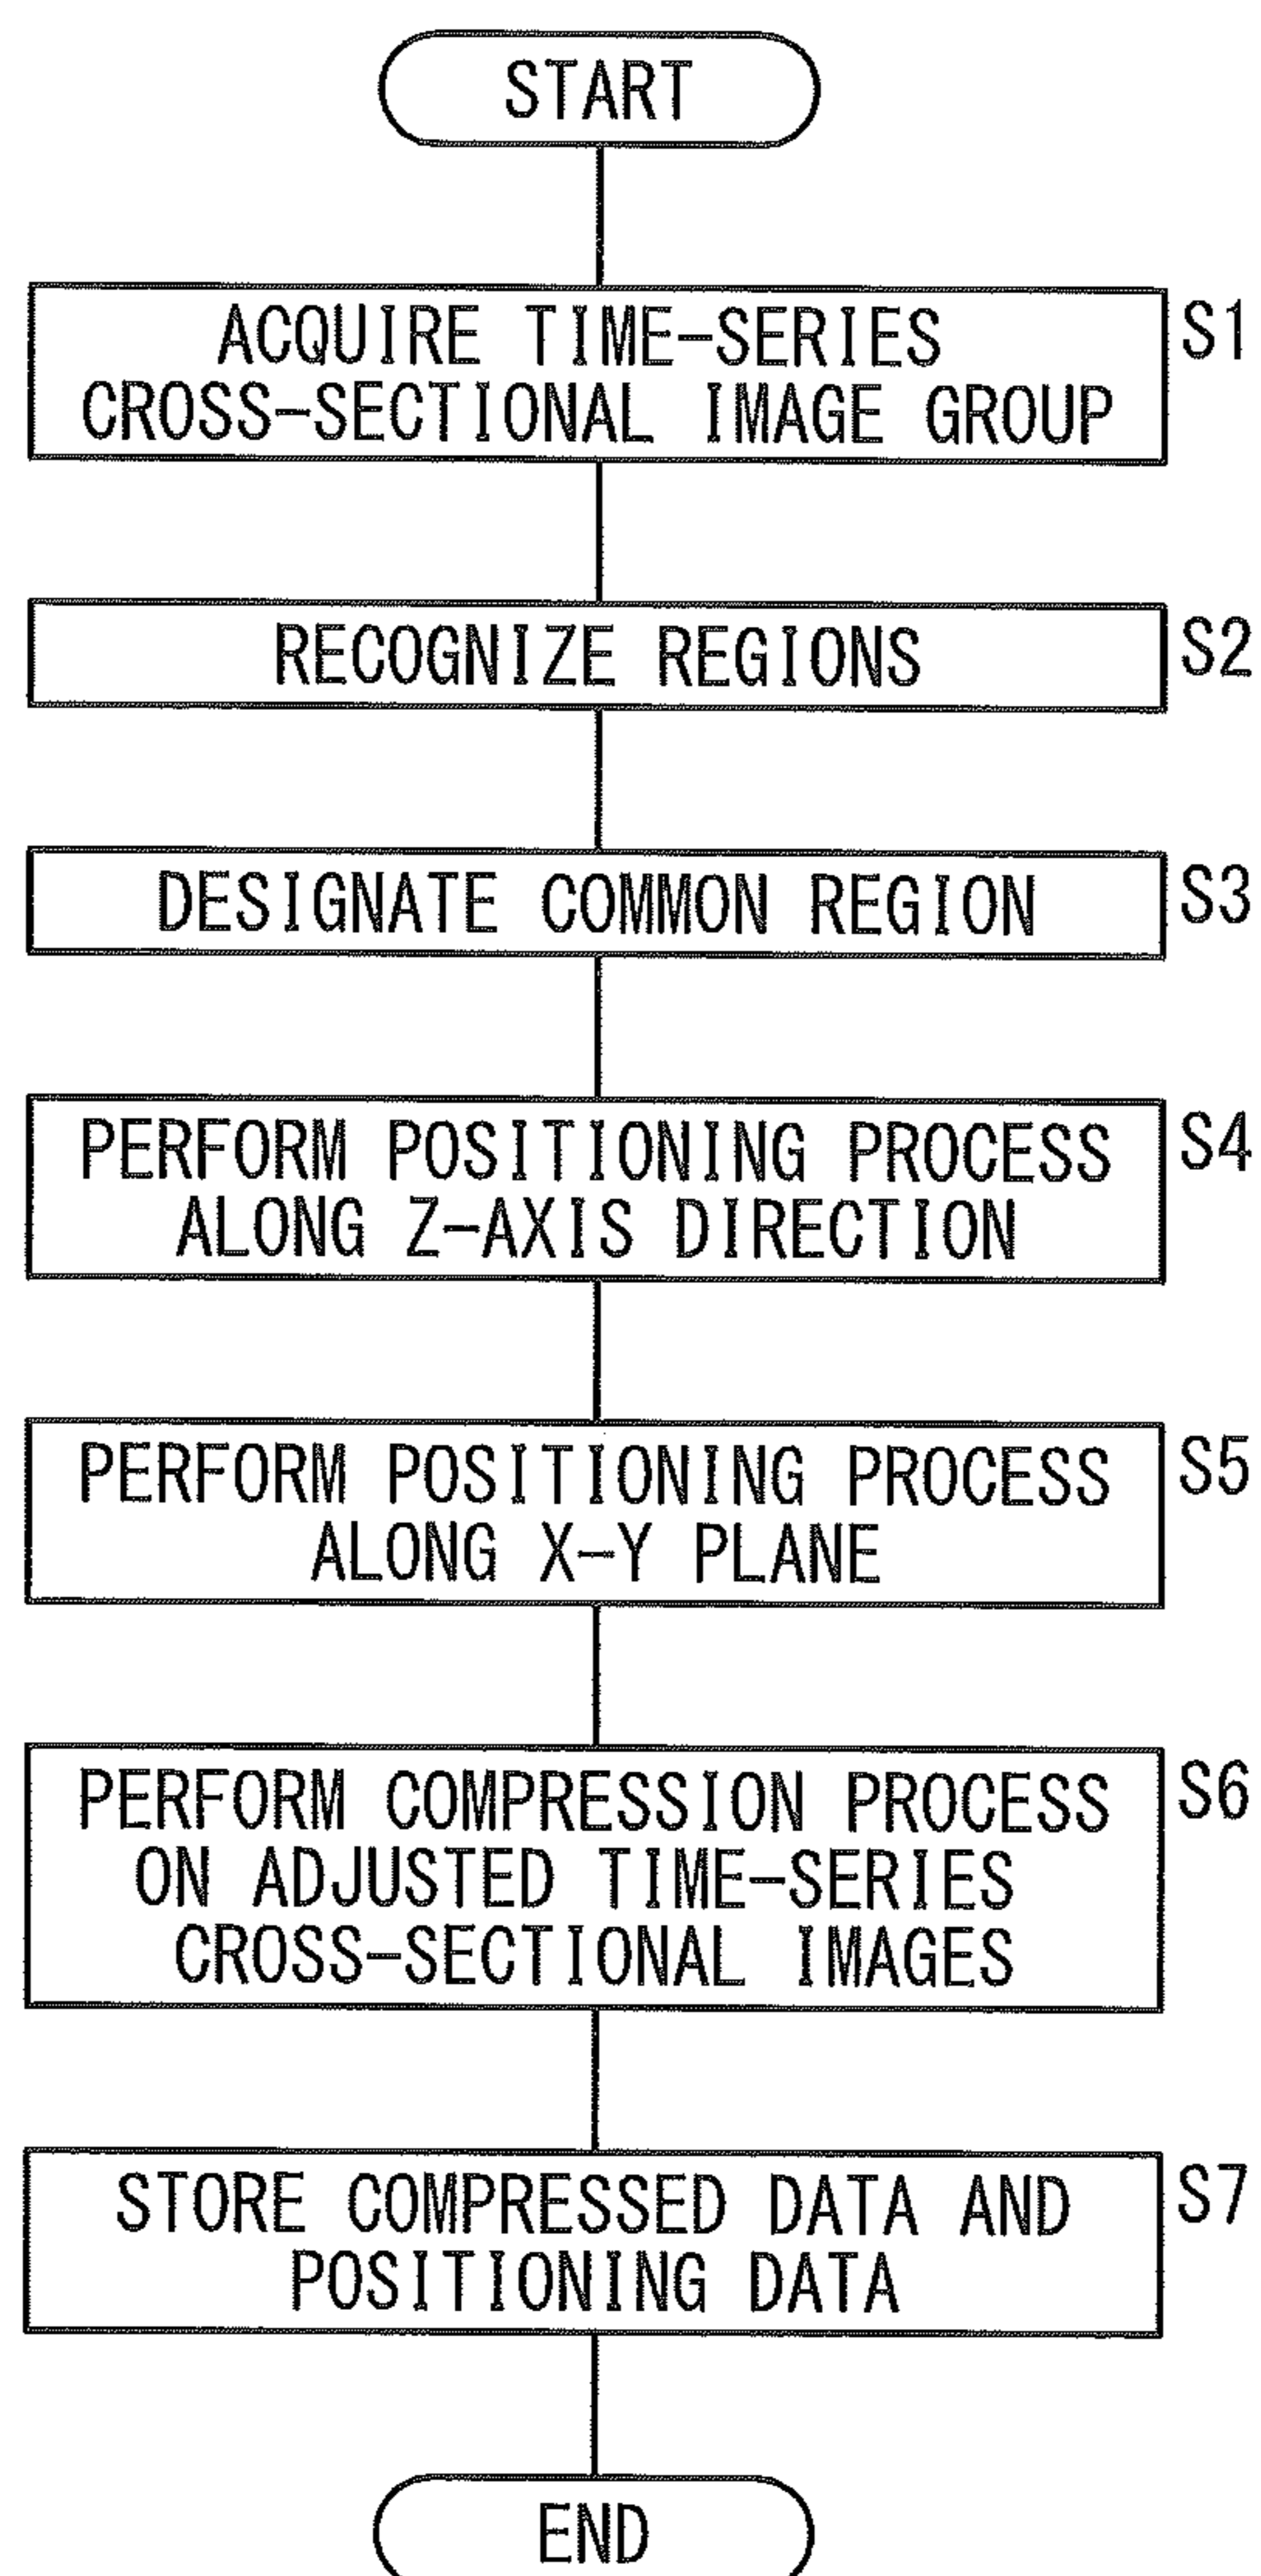 START
ACQUIRE TIME-SERIES
CROSS-SECTIONAL IMAGE GROUP
S1
RECOGNIZE REGIONS
S2
DESIGNATE COMMON REGION
S3
PERFORM POSITIONING PROCESS
ALONG Z-AXIS DIRECTION
S4
PERFORM POSITIONING PROCESS
ALONG X-Y PLANE
S5
PERFORM COMPRESSION PROCESS
ON ADJUSTED TIME-SERIES
CROSS-SECTIONAL IMAGES
S6
STORE COMPRESSED DATA AND
POSITIONING DATA
S7
END